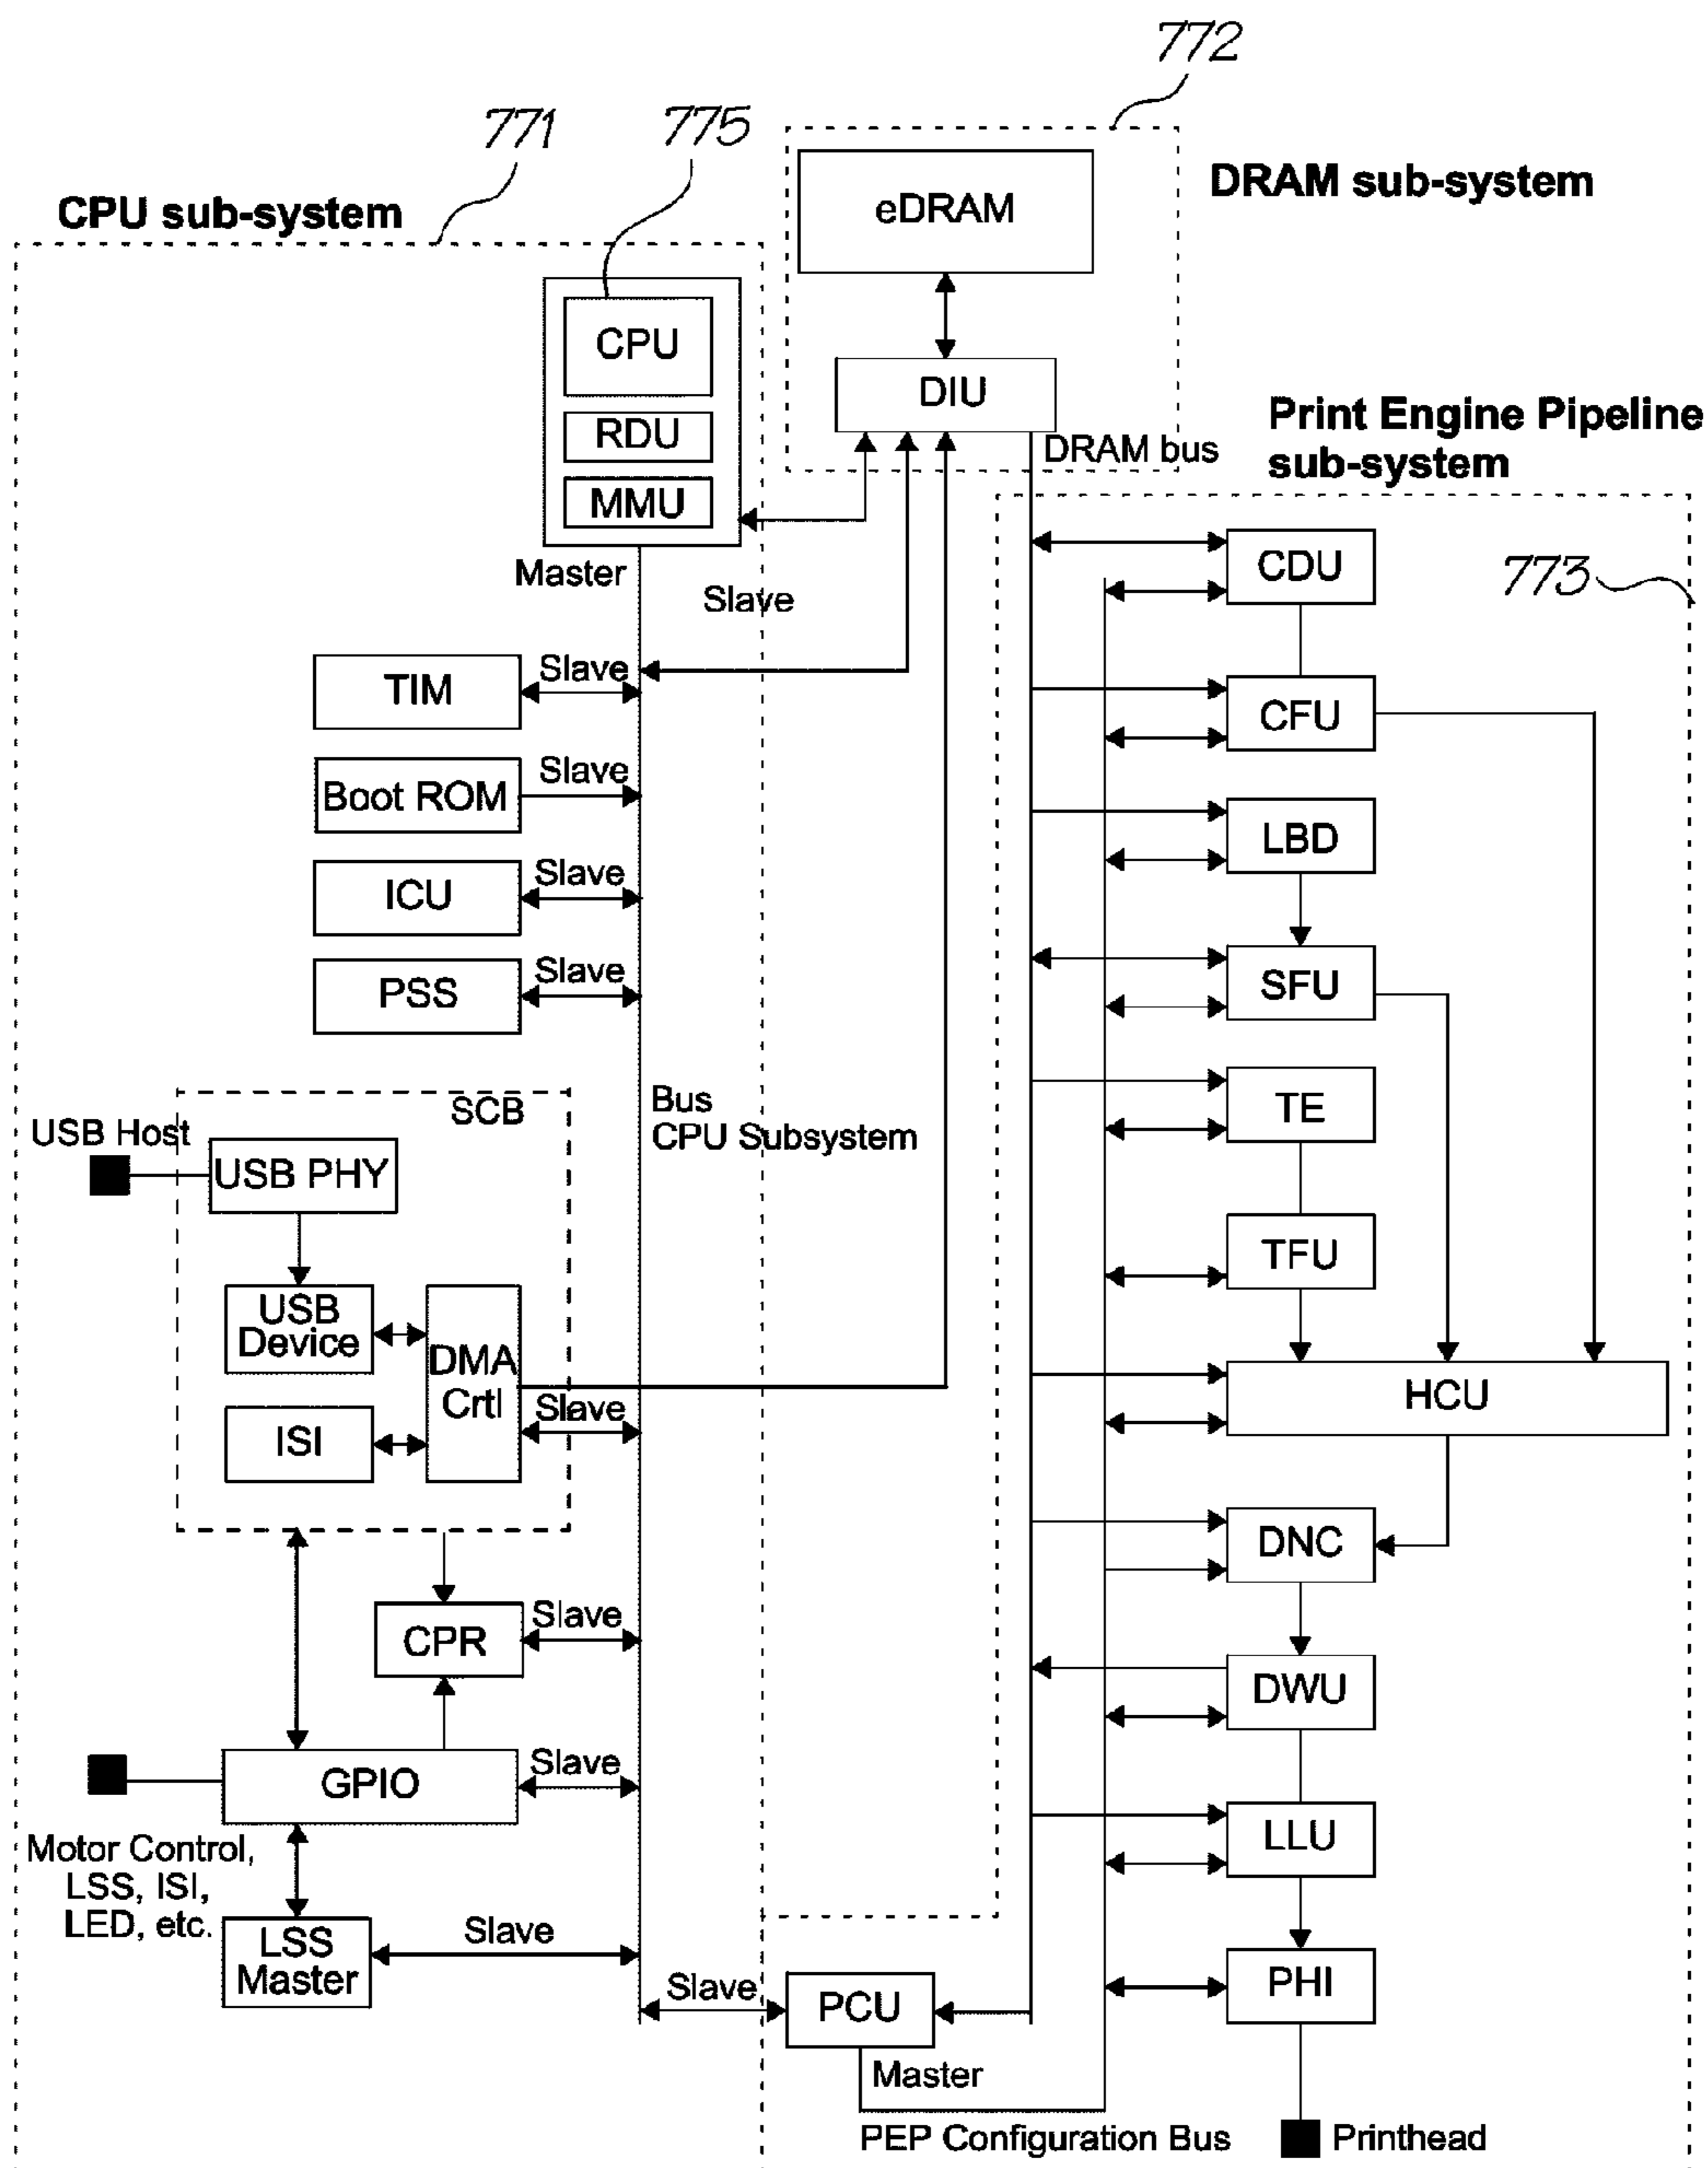 772
771
775
DRAM sub-system
CPU sub-system
eDRAM
CPU
DIU
RDU
Print Engine Pipeline
sub-system
DRAM bus
MMU
CDU
Master
773
Slave
TIM
Slave
CFU
Boot ROM
Slave
LBD
ICU
Slave
PSS
Slave
SFU
SCB
Bus
CPU Subsystem
TE
USB Host
USB PHY
TFU
USB
Device
DMA
Crtl
Slave
HCU
ISI
DNC
CPR
Slave
DWU
GPIO
Slave
Motor Control,
LSS, ISI,
LED, etc.
LLU
LSS
Master
Slave
Slave
PCU
PHI
Master
PEP Configuration Bus
Printhead